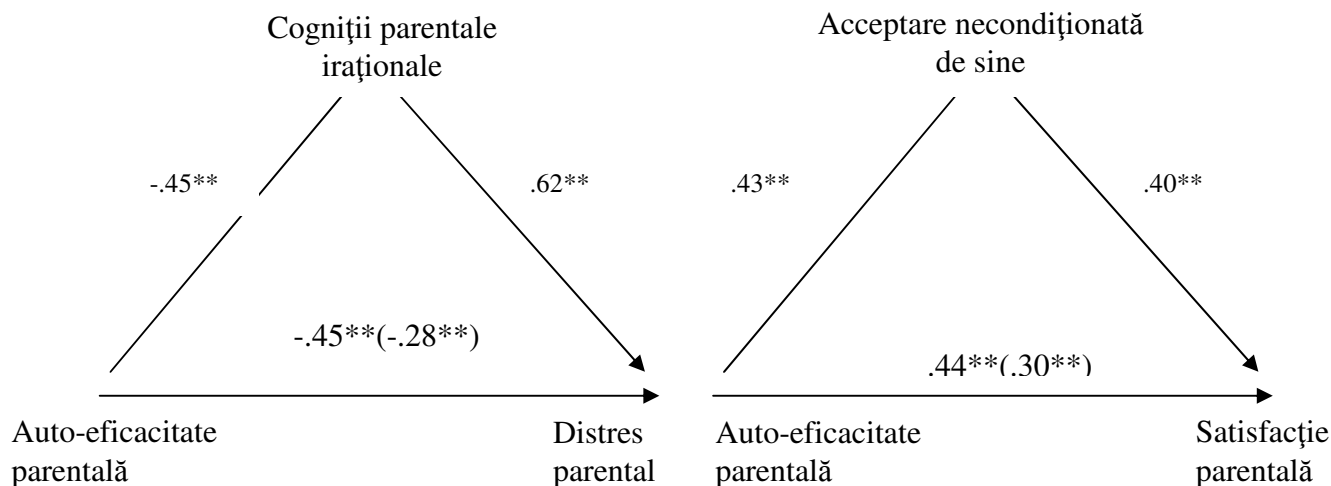 Cogniţii parentale
iraţionale
Acceptare necondiţionată
de sine
-.45**
.62**
.43**
.40**
-.45**(-.28**)
.44**(.30**)
Auto-eficacitate
parentală
Distres
parental
Auto-eficacitate
parentală
Satisfacţie
parentală